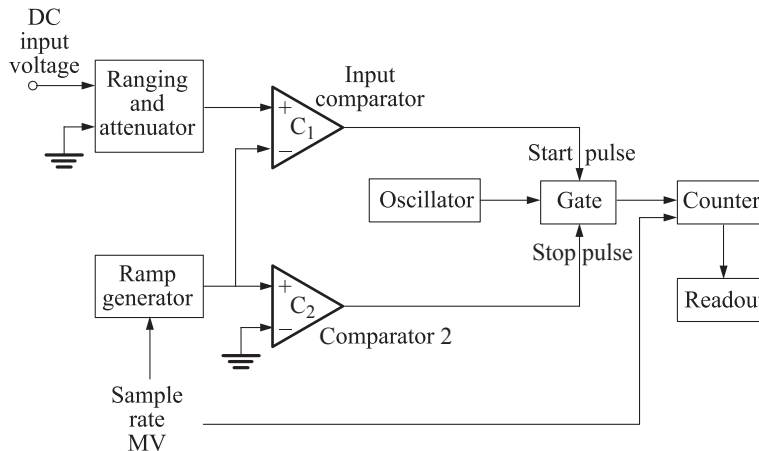 DC
input
voltage
Ranging
and
attenuator
Input
comparator
+
C1
−
Start pulse
Oscillator
Gate
Counter
Stop pulse
Ramp
generator
+
C2
−
Comparator 2
Readout
Sample
rate
MV